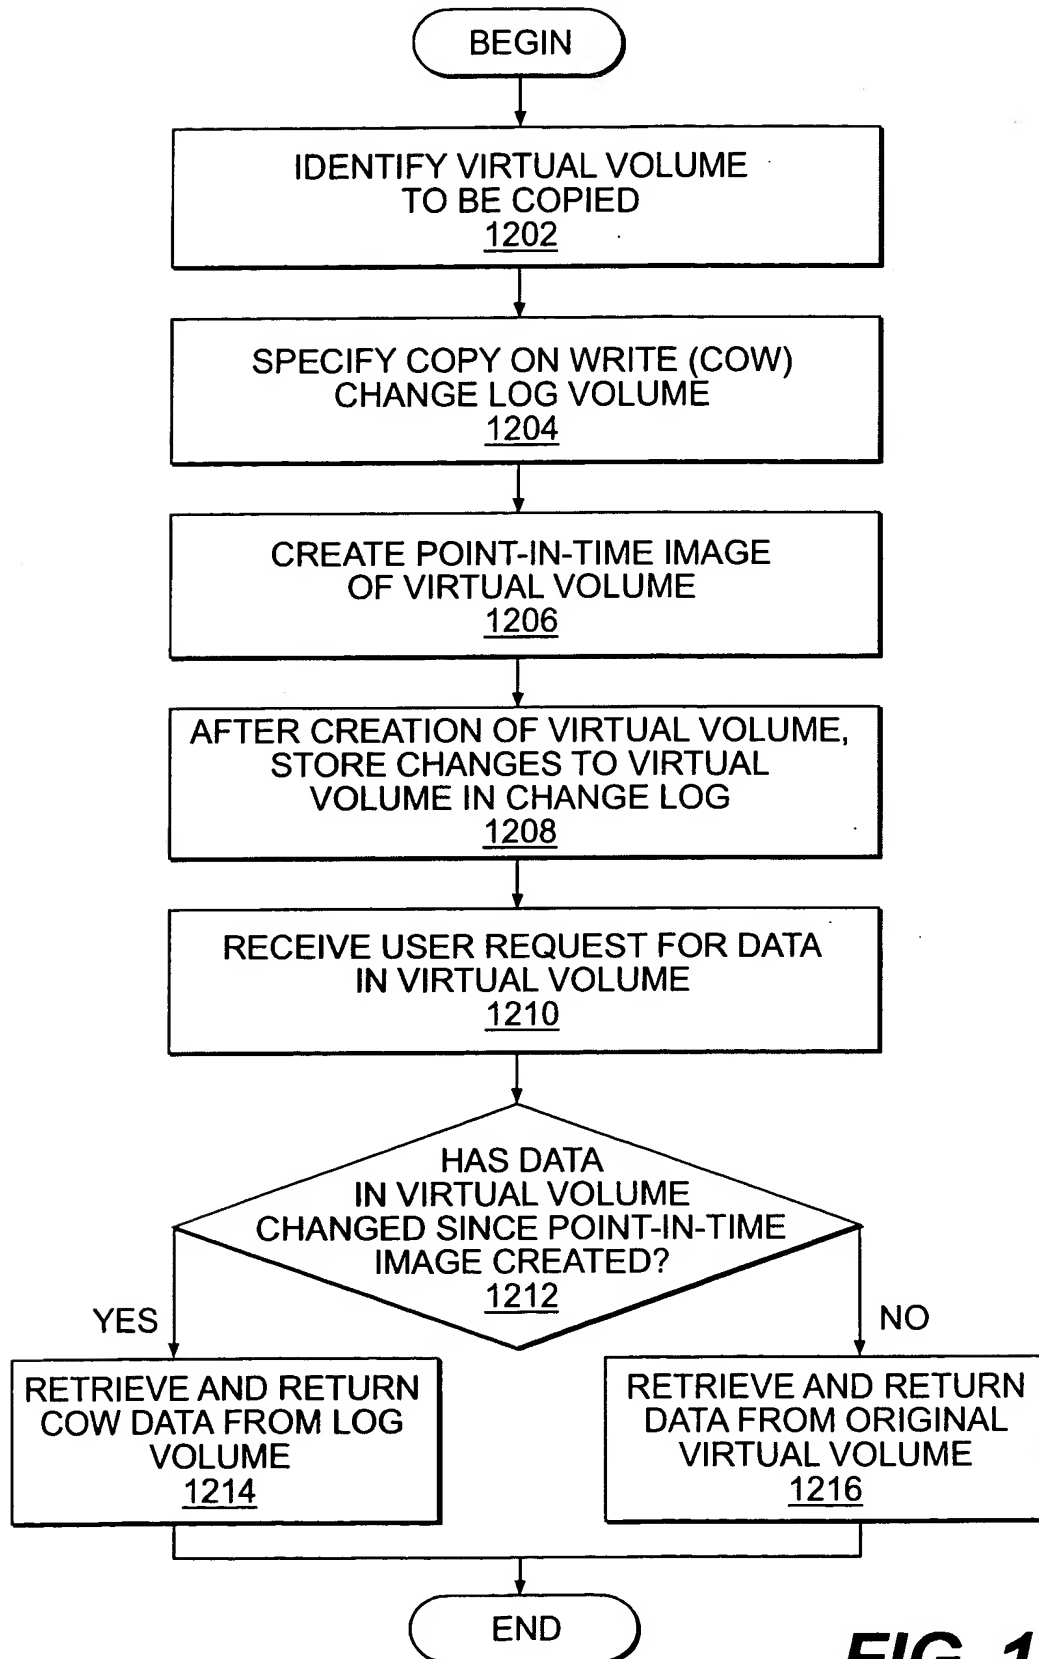 BEGIN
IDENTIFY VIRTUAL VOLUME
TO BE COPIED
1202
SPECIFY COPY ON WRITE (COW)
CHANGE LOG VOLUME
1204
CREATE POINT-IN-TIME IMAGE
OF VIRTUAL VOLUME
1206
AFTER CREATION OF VIRTUAL VOLUME,
STORE CHANGES TO VIRTUAL
VOLUME IN CHANGE LOG
1208
RECEIVE USER REQUEST FOR DATA
IN VIRTUAL VOLUME
1210
HAS DATA
IN VIRTUAL VOLUME
CHANGED SINCE POINT-IN-TIME
IMAGE CREATED?
1212
YES
NO
RETRIEVE AND RETURN
COW DATA FROM LOG
VOLUME
1214
RETRIEVE AND RETURN
DATA FROM ORIGINAL
VIRTUAL VOLUME
1216
END
FIG. 1